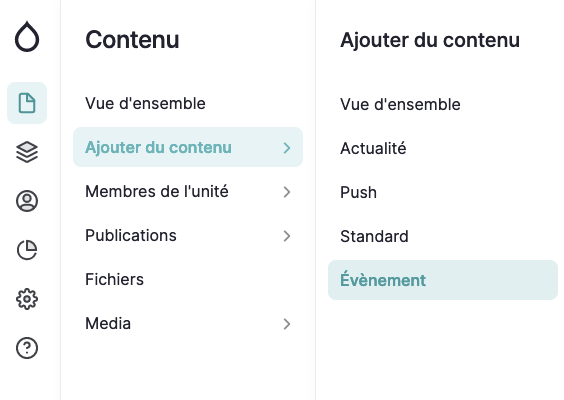 Contenu
Vue d'ensemble
Ajouter du contenu
Membres de l'unité
Publications
Fichiers
Media
Ajouter du contenu
Vue d'ensemble
Actualité
Push
Standard
Évènement